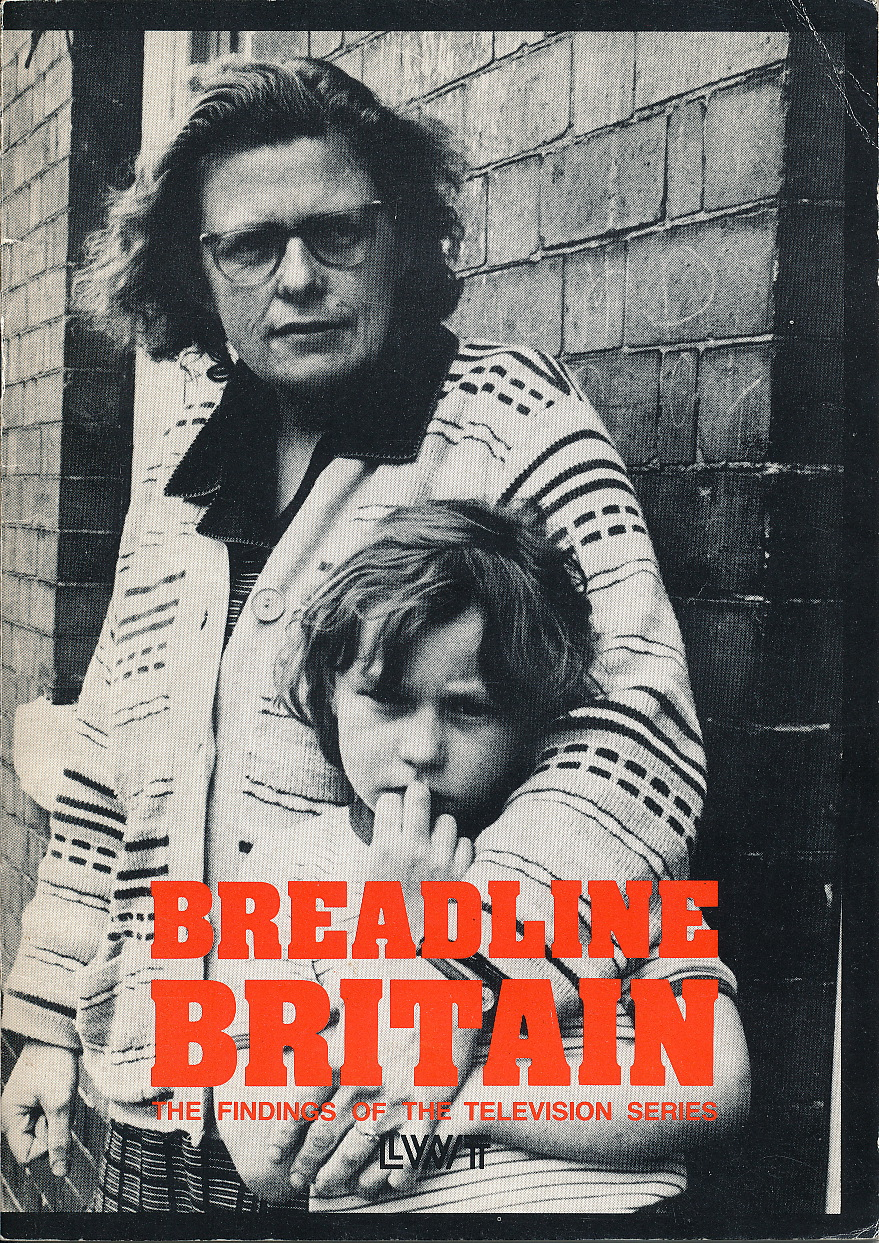 BREADLINE
BRITAIN
THE FINDINGS OF THE TELEVISION SERIES
LWT